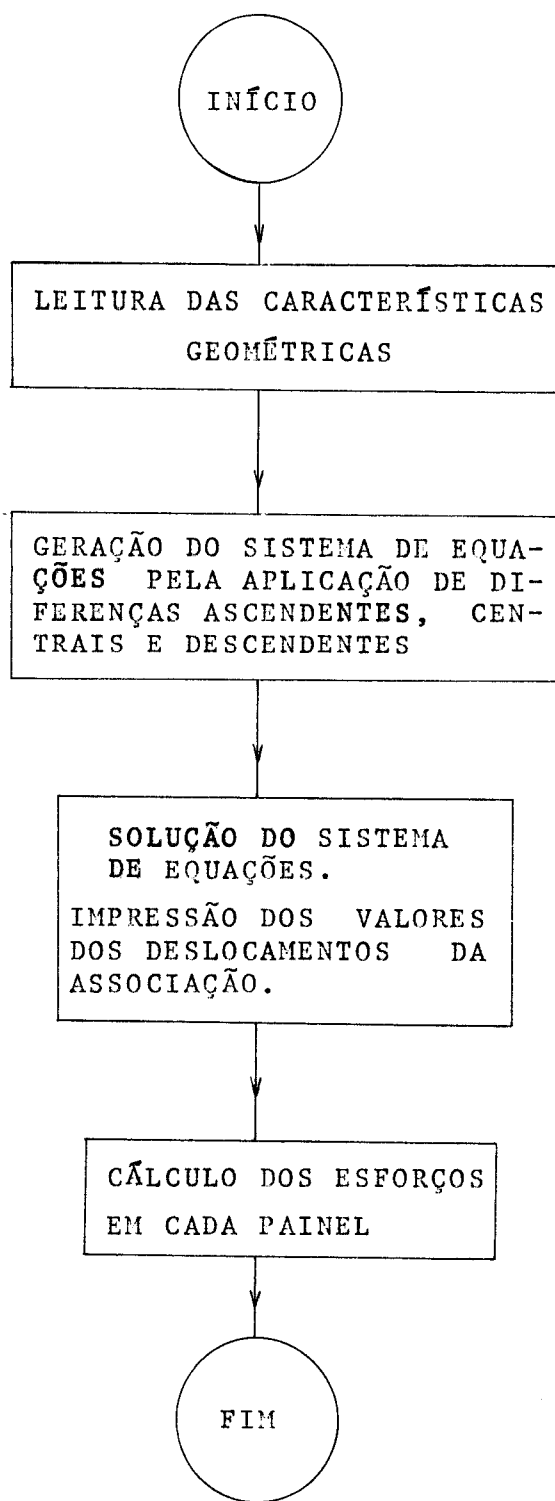 INÍCIO
LEITURA DAS CARACTERÍSTICAS
GEOMÉTRICAS
GERAÇÃO DO SISTEMA DE EQUA-
ÇÕES PELA APLICAÇÃO DE DI-
FERENÇAS ASCENDENTES, CEN-
TRAIS E DESCENDENTES
SOLUÇÃO DO SISTEMA
DE EQUAÇÕES.
IMPRESSÃO DOS VALORES
DOS DESLOCAMENTOS DA
ASSOCIAÇÃO.
CÁLCULO DOS ESFORÇOS
EM CADA PAINEL
FIM